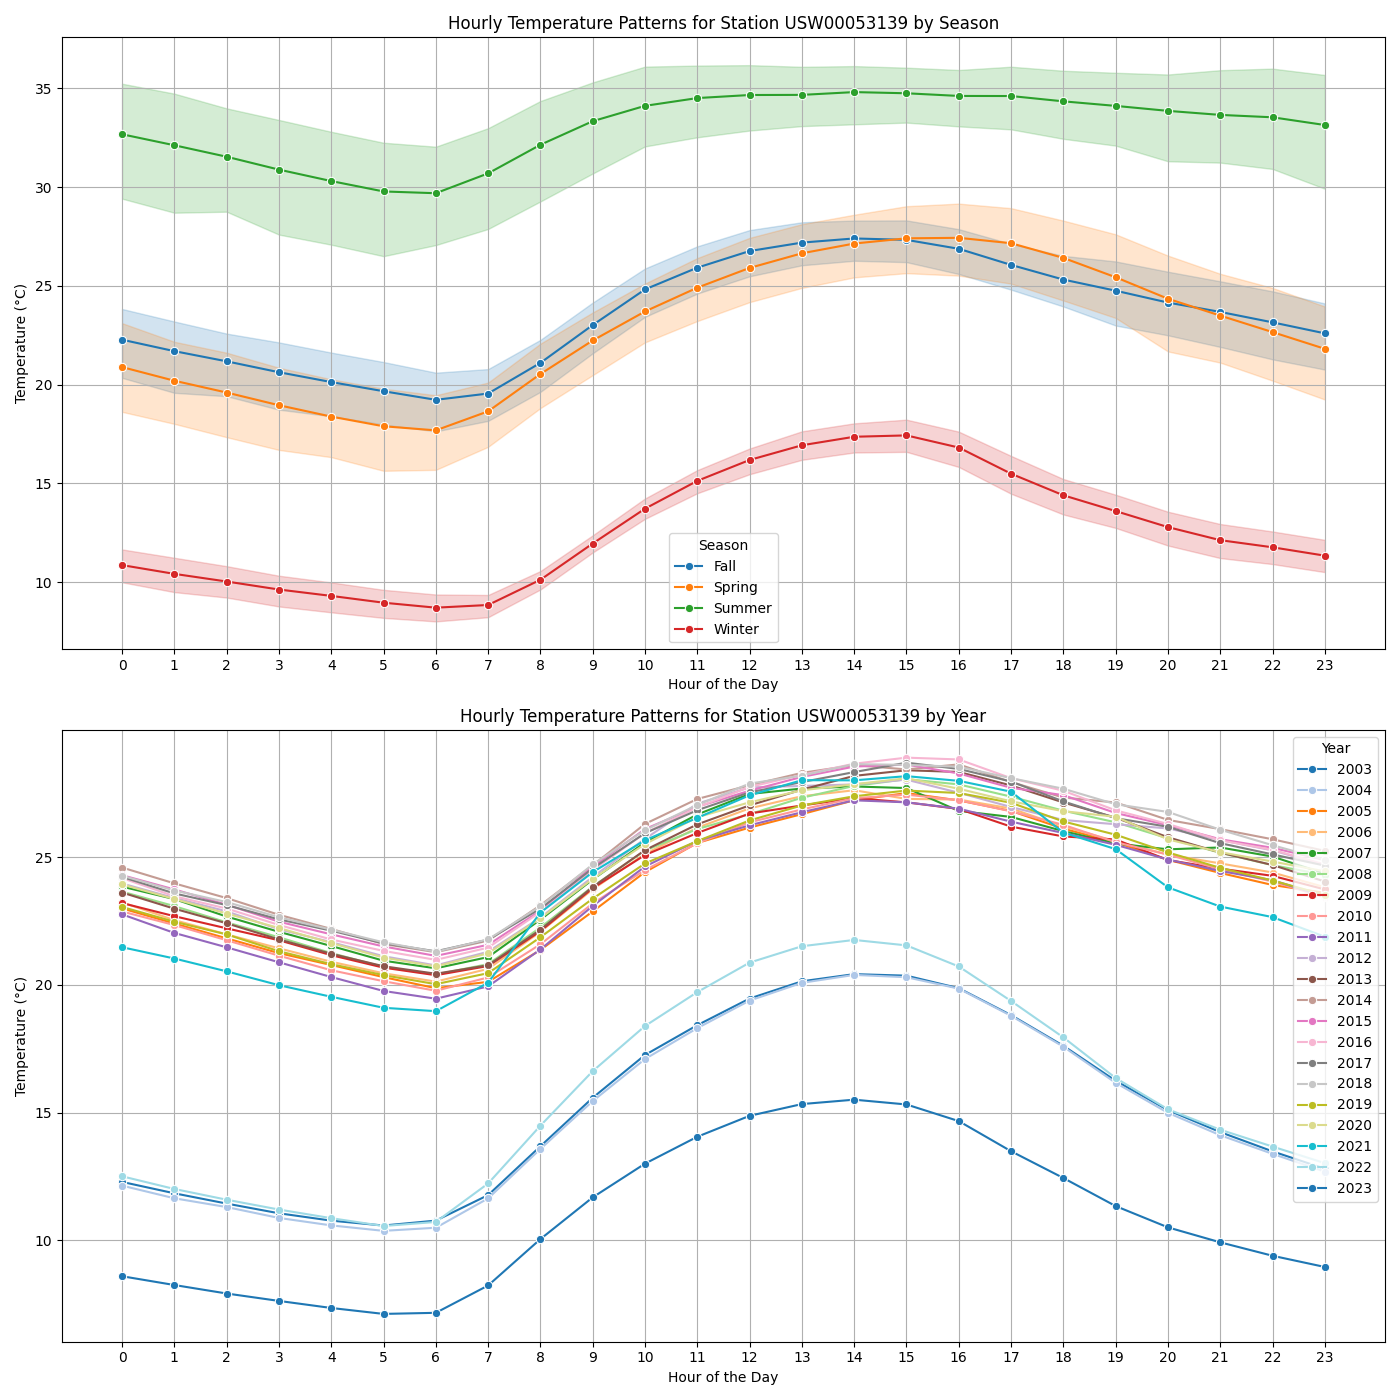 Hourly Temperature Patterns for Station USW00053139 by Season
35
30
25
20
15
10
Temperature (°C)
Season
Fall
Spring
Summer
Winter
0 1 2 3 4 5 6 7 8 9 10 11 12 13 14 15 16 17 18 19 20 21 22 23
Hour of the Day
Hourly Temperature Patterns for Station USW00053139 by Year
25
20
15
10
Temperature (°C)
Year
2003
2004
2005
2006
2007
2008
2009
2010
2011
2012
2013
2014
2015
2016
2017
2018
2019
2020
2021
2022
2023
0 1 2 3 4 5 6 7 8 9 10 11 12 13 14 15 16 17 18 19 20 21 22 23
Hour of the Day